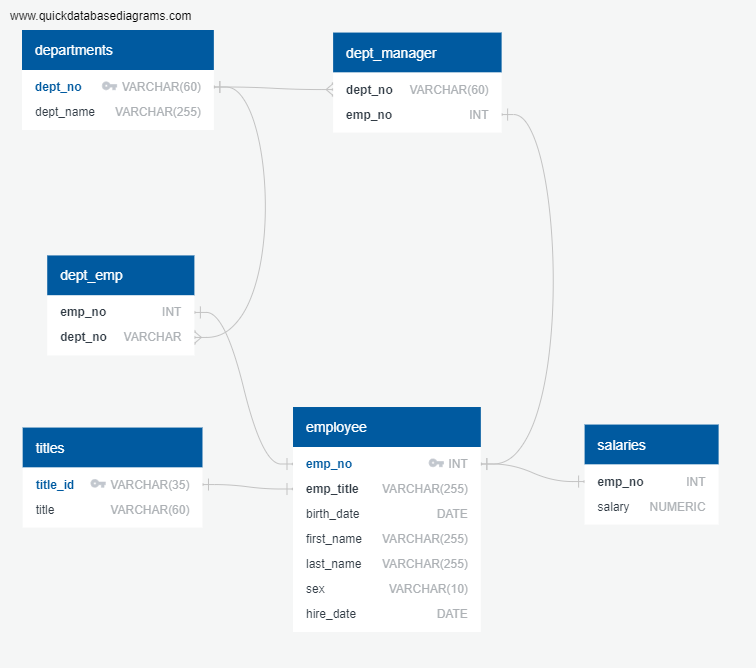 www.quickdatabasediagrams.com
departments
dept_no VARCHAR(60)
dept_name VARCHAR(255)
dept_manager
dept_no VARCHAR(60)
emp_no INT
dept_emp
emp_no INT
dept_no VARCHAR
titles
title_id VARCHAR(35)
title VARCHAR(60)
employee
emp_no INT
emp_title VARCHAR(255)
birth_date DATE
first_name VARCHAR(255)
last_name VARCHAR(255)
sex VARCHAR(10)
hire_date DATE
salaries
emp_no INT
salary NUMERIC